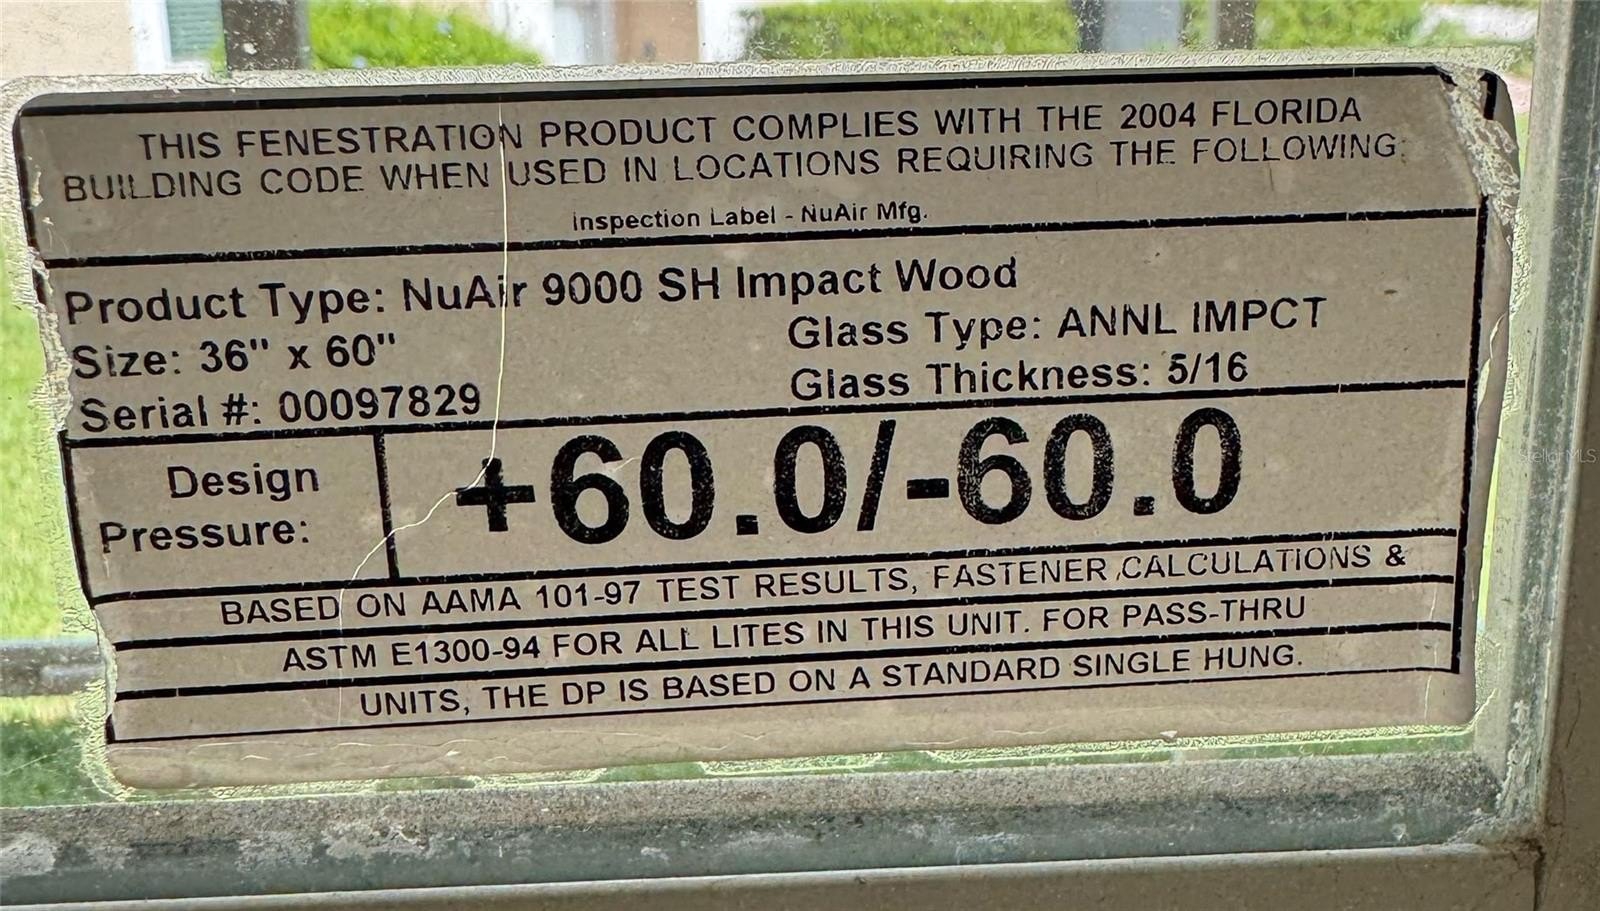 THIS FENESTRATION PRODUCT COMPLIES WITH THE 2004 FLORIDA
BUILDING CODE WHEN USED IN LOCATIONS REQUIRING THE FOLLOWING:
Inspection Label - NuAir Mfg.
Product Type: NuAir 9000 SH Impact Wood
Size: 36" x 60"
Glass Type: ANNL IMPCT
Serial #: 00097829
Glass Thickness: 5/16
Design
Pressure:
+60.0/-60.0
BASED ON AAMA 101-97 TEST RESULTS, FASTENER CALCULATIONS &
ASTM E1300-94 FOR ALL LITES IN THIS UNIT. FOR PASS-THRU
UNITS, THE DP IS BASED ON A STANDARD SINGLE HUNG.
Stellar MLS